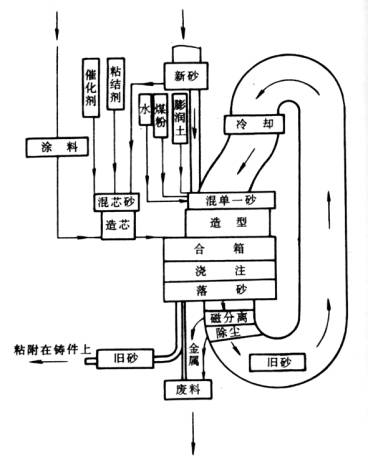 新砂
催化剂
粘结剂
水
煤粉
膨润土
冷却
涂料
混芯砂
造芯
混单一砂
造型
合箱
浇注
落砂
磁分离
除尘
金属
粘附在铸件上
旧砂
旧砂
废料